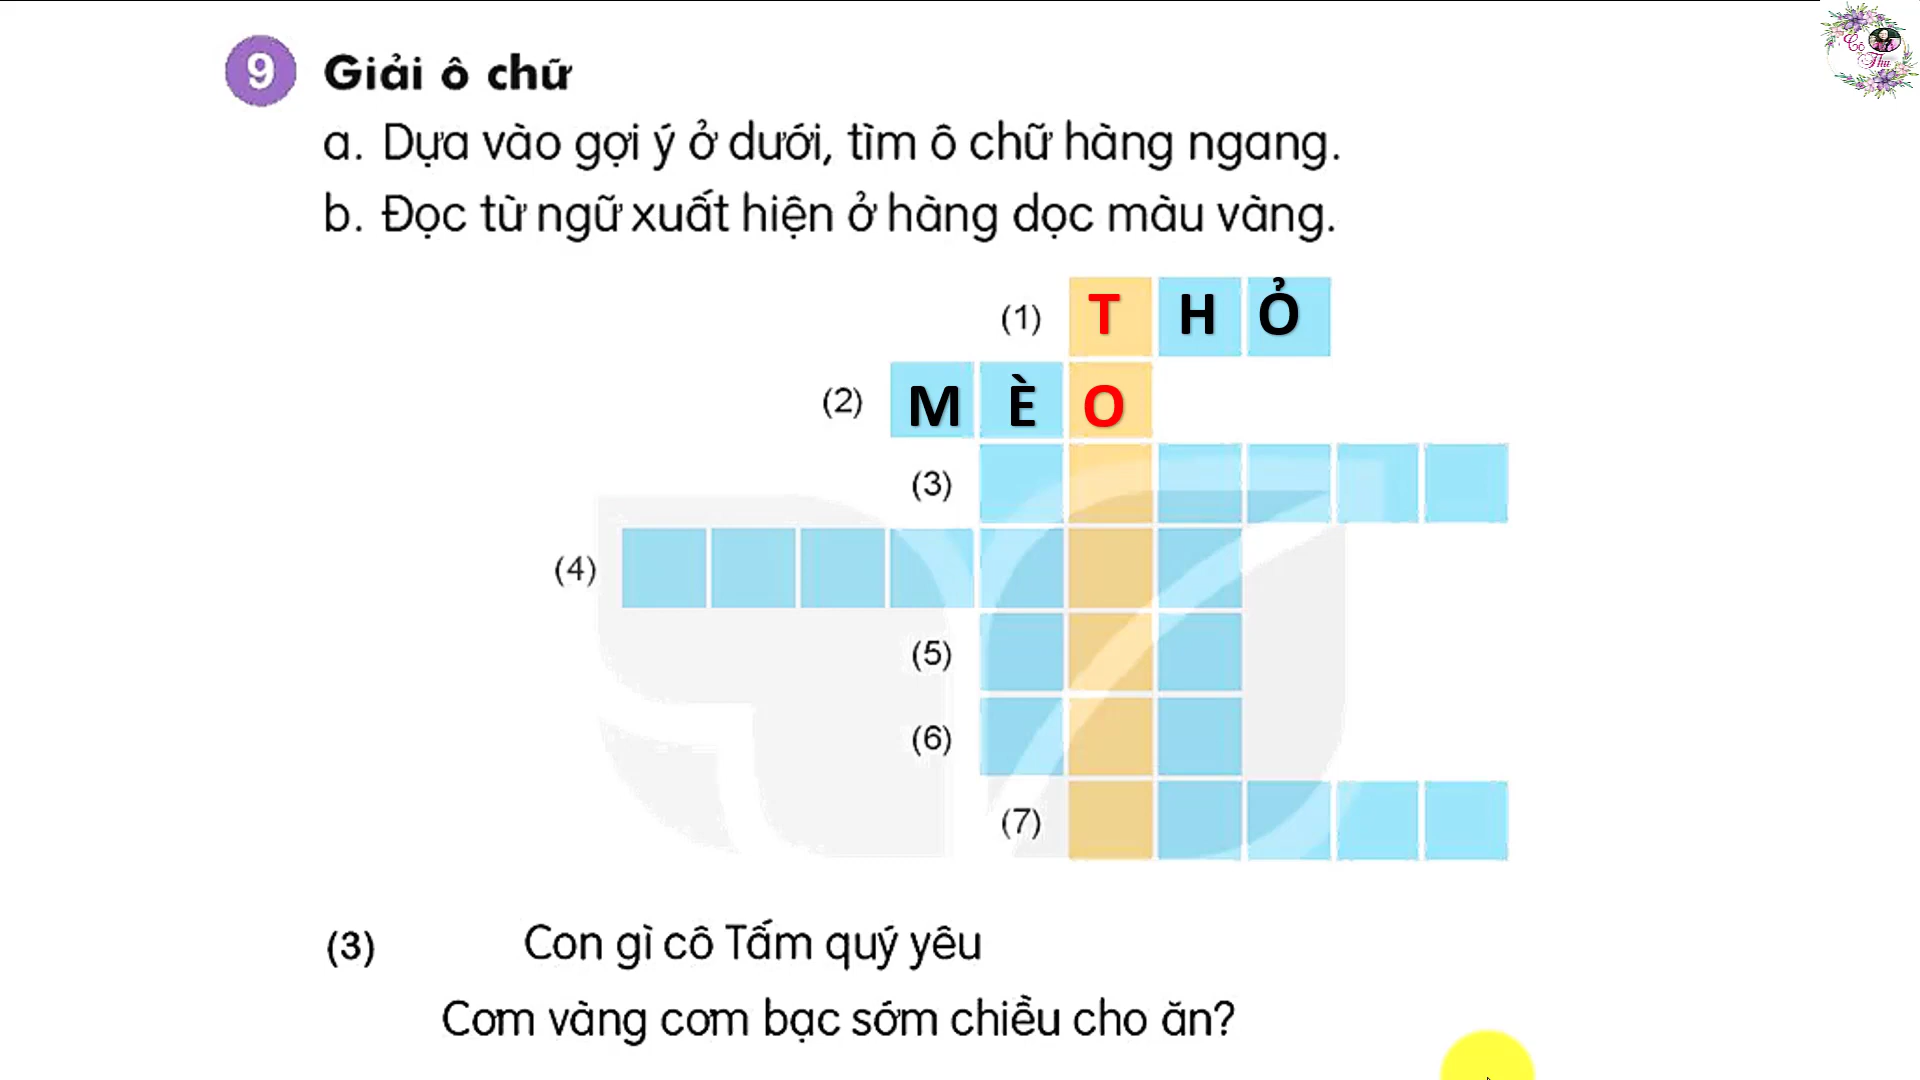 Cô Thu
9 Giải ô chữ
a. Dựa vào gợi ý ở dưới, tìm ô chữ hàng ngang.
b. Đọc từ ngữ xuất hiện ở hàng dọc màu vàng.
(1) T H Ỏ
(2) M È O
(3)
(4)
(5)
(6)
(7)
(3) Con gì cô Tấm quý yêu
Cơm vàng cơm bạc sớm chiều cho ăn?